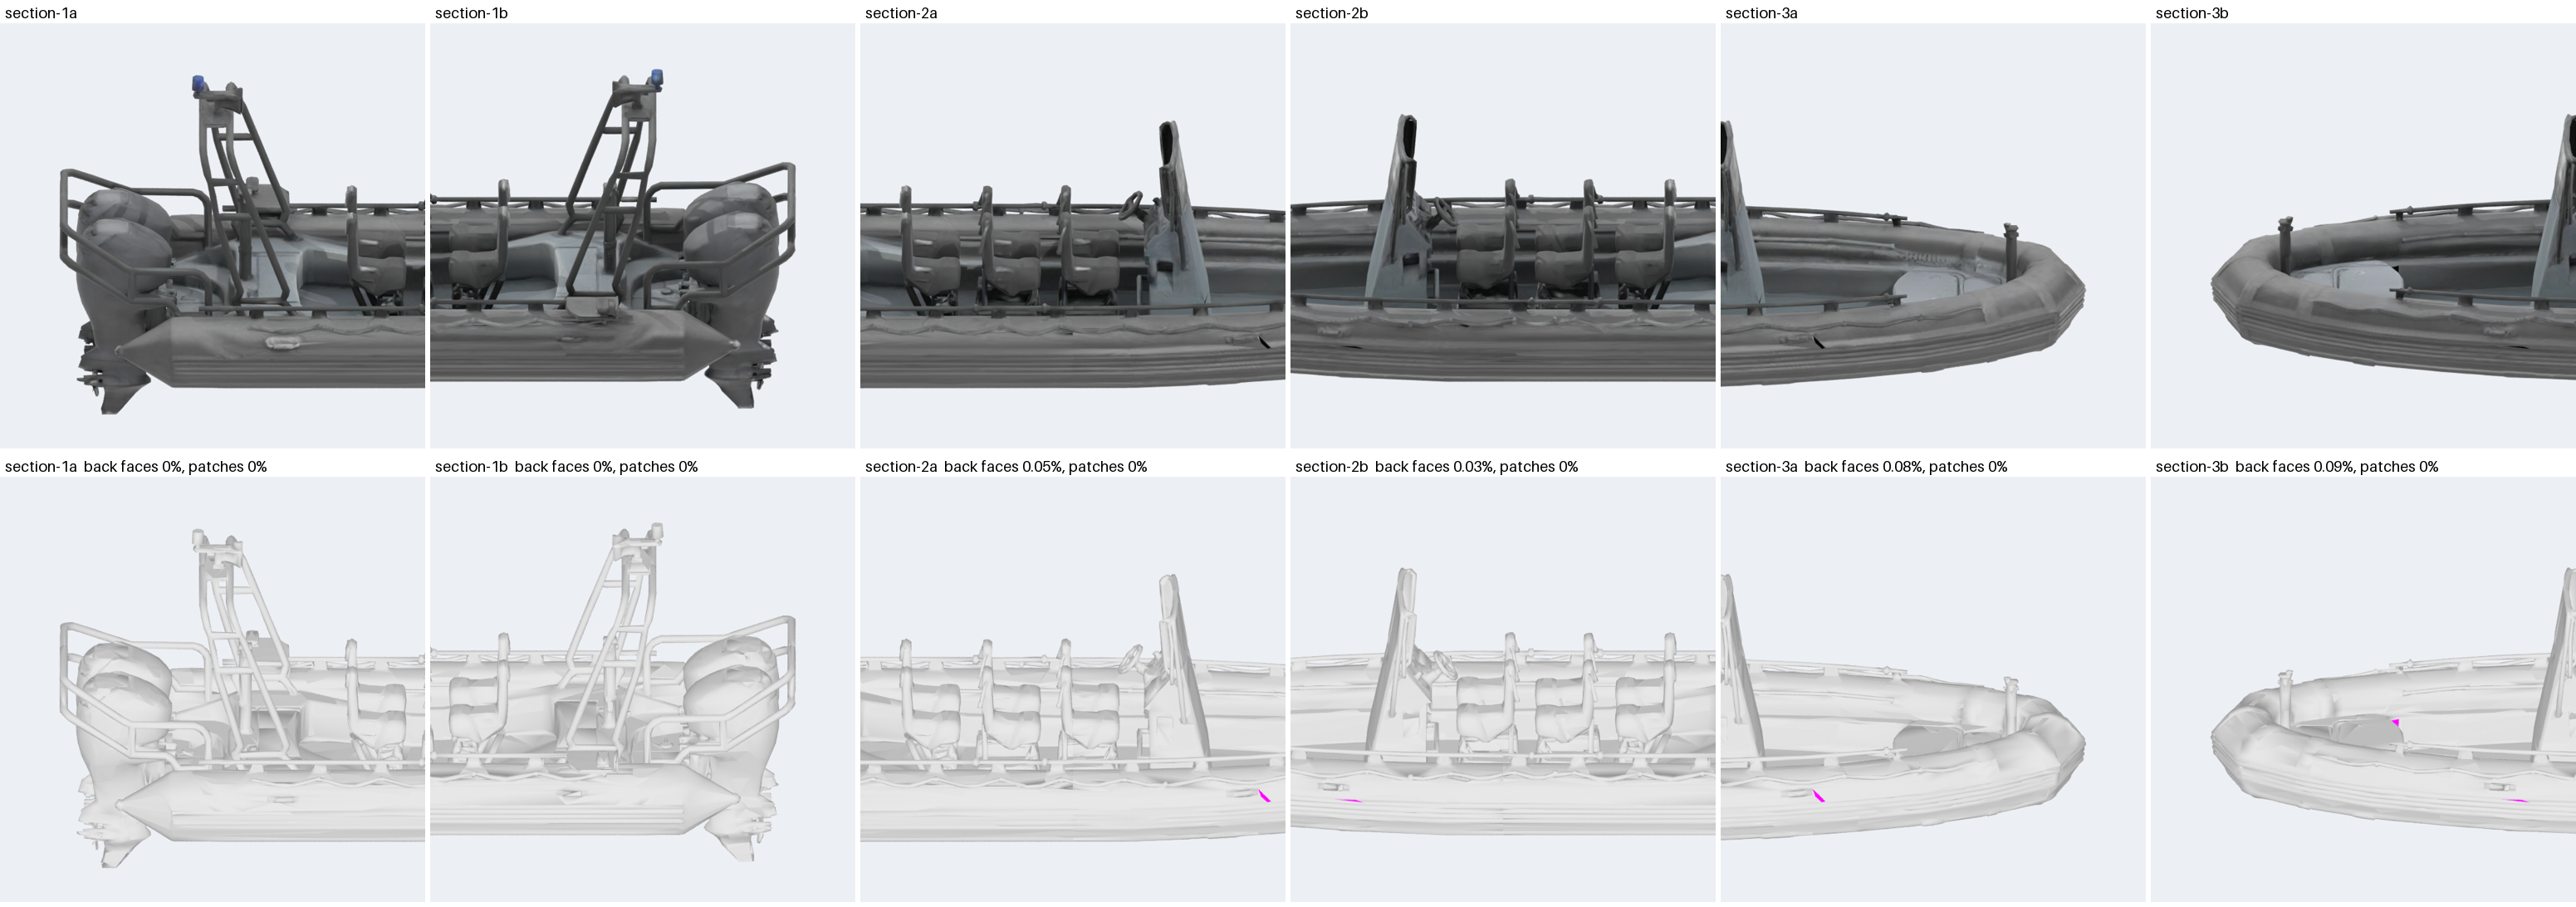 section-1a
section-1b
section-2a
section-2b
section-3a
section-3b
section-1a back faces 0%, patches 0%
section-1b back faces 0%, patches 0%
section-2a back faces 0.05%, patches 0%
section-2b back faces 0.03%, patches 0%
section-3a back faces 0.08%, patches 0%
section-3b back faces 0.09%, patches 0%